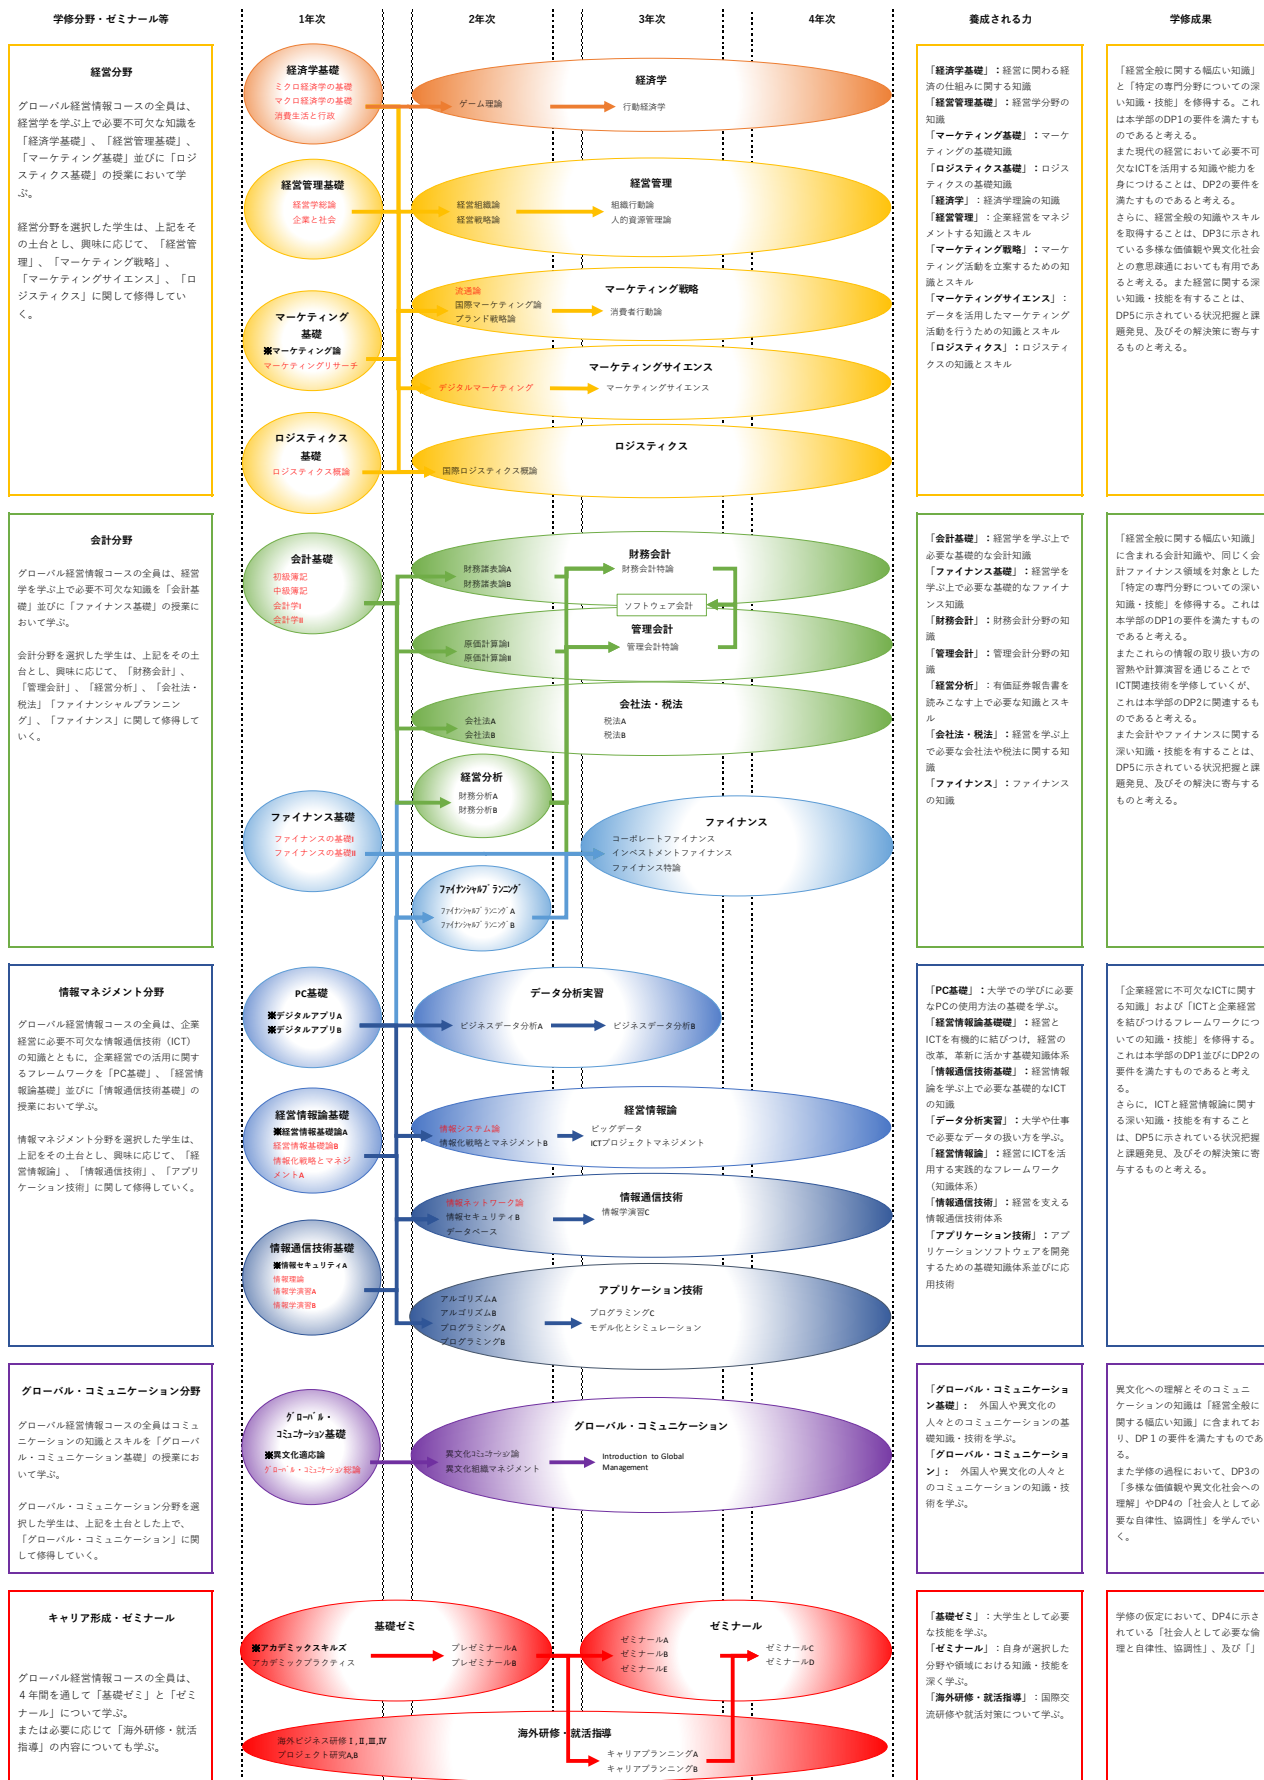 学修分野・ゼミナール等
1年次
2年次
3年次
4年次
養成される力
学修成果
経営分野
グローバル経営情報コースの全員は、
経営学を学ぶ上で必要不可欠な知識を
「経済学基礎」、「経営管理基礎」、
「マーケティング基礎」並びに「ロジ
スティクス基礎」の授業において学
ぶ。
経営分野を選択した学生は、上記をそ
の土台とし、興味に応じて、「経営管
理」、「マーケティング戦略」、
「マーケティングサイエンス」、「ロ
ジスティクス」に関して修得してい
く。
経済学基礎
ミクロ経済学の基礎
マクロ経済学の基礎
消費生活と行政
経済学
ゲーム理論
行動経済学
経営管理基礎
経営学総論
企業と社会
経営管理
経営組織論
経営戦略論
組織行動論
人的資源管理論
マーケティング
基礎
※マーケティング論
マーケティングリサーチ
マーケティング戦略
流通論
国際マーケティング論
ブランド戦略論
消費者行動論
マーケティングサイエンス
デジタルマーケティング
マーケティングサイエンス
ロジスティクス
基礎
ロジスティクス概論
ロジスティクス
国際ロジスティクス概論
「経済学基礎」：経営に関わる経
済の仕組みに関する知識
「経営管理基礎」：経営学分野の
知識
「マーケティング基礎」：マーケ
ティングの基礎知識
「ロジスティクス基礎」：ロジス
ティクスの基礎知識
「経済学」：経済学理論の知識
「経営管理」：企業経営をマネジ
メントする知識とスキル
「マーケティング戦略」：マーケ
ティング活動を立案するための知
識とスキル
「マーケティングサイエンス」：
データを活用したマーケティング
活動を行うための知識とスキル
「ロジスティクス」：ロジスティ
クスの知識とスキル
「経営全般に関する幅広い知識」
と「特定の専門分野についての深
い知識・技能」を修得する。これ
は本学部のDP1の要件を満たすも
のであると考える。
また現代の経営において必要不可
欠なICTを活用する知識や能力を
身につけることは、DP2の要件を
満たすものであると考える。
さらに、経営全般の知識やスキル
を取得することは、DP3に示され
ている多様な価値観や異文化社会
との意思疎通においても有用であ
ると考える。また経営に関する深
い知識・技能を有することは、
DP5に示されている状況把握と課
題発見、及びその解決策に寄与す
るものと考える。
会計分野
グローバル経営情報コースの全員は、経営
学を学ぶ上で必要不可欠な知識を「会計基
礎」並びに「ファイナンス基礎」の授業に
おいて学ぶ。
会計分野を選択した学生は、上記をその土
台とし、興味に応じて、「財務会計」、
「管理会計」、「経営分析」、「会社法・
税法」「ファイナンシャルプランニン
グ」、「ファイナンス」に関して修得して
いく。
会計基礎
初級簿記
中級簿記
会計学Ⅰ
会計学Ⅱ
財務会計
財務諸表論A
財務諸表論B
財務会計特論
ソフトウェア会計
管理会計
原価計算論Ⅰ
原価計算論Ⅱ
管理会計特論
会社法・税法
会社法A
会社法B
税法A
税法B
経営分析
財務分析A
財務分析B
ファイナンス基礎
ファイナンスの基礎Ⅰ
ファイナンスの基礎Ⅱ
ファイナンス
コーポレートファイナンス
インベストメントファイナンス
ファイナンス特論
ﾌｧｲﾅﾝｼｬﾙﾌﾟﾗﾝﾆﾝｸﾞ
ﾌｧｲﾅﾝｼｬﾙﾌﾟﾗﾝﾆﾝｸﾞA
ﾌｧｲﾅﾝｼｬﾙﾌﾟﾗﾝﾆﾝｸﾞB
「会計基礎」：経営学を学ぶ上で
必要な基礎的な会計知識
「ファイナンス基礎」：経営学を
学ぶ上で必要な基礎的なファイナ
ンス知識
「財務会計」：財務会計分野の知
識
「管理会計」：管理会計分野の知
識
「経営分析」：有価証券報告書を
読みこなす上で必要な知識とスキ
ル
「会社法・税法」：経営を学ぶ上
で必要な会社法や税法に関する知
識
「ファイナンス」：ファイナンス
の知識
「経営全般に関する幅広い知識」
に含まれる会計知識や、同じく会
計ファイナンス領域を対象とした
「特定の専門分野についての深い
知識・技能」を修得する。これは
本学部のDP1の要件を満たすもの
であると考える。
またこれらの情報の取り扱い方の
習熟や計算演習を通じることで
ICT関連技術を学修していくが、
これは本学部のDP2に関連するも
のであると考える。
また会計やファイナンスに関する
深い知識・技能を有することは、
DP5に示されている状況把握と課
題発見、及びその解決に寄与する
ものと考える。
情報マネジメント分野
グローバル経営情報コースの全員は、企業
経営に必要不可欠な情報通信技術（ICT）
の知識とともに、企業経営での活用に関す
るフレームワークを「PC基礎」、「経営情
報論基礎」並びに「情報通信技術基礎」の
授業において学ぶ。
情報マネジメント分野を選択した学生は、
上記をその土台とし、興味に応じて、「経
営情報論」、「情報通信技術」、「アプリ
ケーション技術」に関して修得していく。
PC基礎
※デジタルアプリA
※デジタルアプリB
データ分析実習
ビジネスデータ分析A
ビジネスデータ分析B
経営情報論基礎
※経営情報基礎論A
経営情報基礎論B
情報化戦略とマネジ
メントA
経営情報論
情報システム論
情報化戦略とマネジメントB
ビッグデータ
ICTプロジェクトマネジメント
情報通信技術基礎
※情報セキュリティA
情報理論
情報学演習A
情報学演習B
情報通信技術
情報ネットワーク論
情報セキュリティB
データベース
情報学演習C
アプリケーション技術
アルゴリズムA
アルゴリズムB
プログラミングA
プログラミングB
プログラミングC
モデル化とシミュレーション
「PC基礎」：大学での学びに必要
なPCの使用方法の基礎を学ぶ。
「経営情報論基礎礎」：経営と
ICTを有機的に結びつけ、経営の
改革、革新に活かす基礎知識体系
「情報通信技術基礎」：経営情報
論を学ぶ上で必要な基礎的なICT
の知識
「データ分析実習」：大学や仕事
で必要なデータの扱い方を学ぶ。
「経営情報論」：経営にICTを活
用する実践的なフレームワーク
（知識体系）
「情報通信技術」：経営を支える
情報通信技術体系
「アプリケーション技術」：アプ
リケーションソフトウェアを開発
するための基礎知識体系並びに応
用技術
「企業経営に不可欠なICTに関す
る知識」および「ICTと企業経営
を結びつけるフレームワークにつ
いての知識・技能」を修得する。
これは本学部のDP1並びにDP2の
要件を満たすものであると考え
る。
さらに、ICTと経営情報論に関す
る深い知識・技能を有すること
は、DP5に示されている状況把握
と課題発見、及びその解決策に寄
与するものと考える。
グローバル・コミュニケーション分野
グローバル経営情報コースの全員はコミュ
ニケーションの知識とスキルを「グローバ
ル・コミュニケーション基礎」の授業にお
いて学ぶ。
グローバル・コミュニケーション分野を選
択した学生は、上記を土台とした上で、
「グローバル・コミュニケーション」に関
して修得していく。
ｸﾞﾛｰﾊﾞﾙ・
ｺﾐｭﾆｹｰｼｮﾝ基礎
※異文化適応論
ｸﾞﾛｰﾊﾞﾙ・ｺﾐｭﾆｹｰｼｮﾝ総論
グローバル・コミュニケーション
異文化ｺﾐｭﾆｹｰｼｮﾝ論
異文化組織マネジメント
Introduction to Global
Management
「グローバル・コミュニケーショ
ン基礎」： 外国人や異文化の
人々とのコミュニケーションの基
礎知識・技術を学ぶ。
「グローバル・コミュニケーショ
ン」： 外国人や異文化の人々と
のコミュニケーションの知識・技
術を学ぶ。
異文化への理解とそのコミュニ
ケーションの知識は「経営全般に
関する幅広い知識」に含まれてお
り、DP１の要件を満たすものであ
る。
また学修の過程において、DP3の
「多様な価値観や異文化社会への
理解」やDP4の「社会人として必
要な自律性、協調性」を学んでい
く。
キャリア形成・ゼミナール
グローバル経営情報コースの全員は、
４年間を通して「基礎ゼミ」と「ゼミ
ナール」について学ぶ。
または必要に応じて「海外研修・就活
指導」の内容についても学ぶ。
基礎ゼミ
※アカデミックスキルズ
アカデミックプラクティス
プレゼミナールA
プレゼミナールB
ゼミナール
ゼミナールA
ゼミナールB
ゼミナールE
ゼミナールC
ゼミナールD
海外研修・就活指導
海外ビジネス研修Ⅰ,Ⅱ,Ⅲ,Ⅳ
プロジェクト研究A,B
キャリアプランニングA
キャリアプランニングB
「基礎ゼミ」：大学生として必要
な技能を学ぶ。
「ゼミナール」：自身が選択した
分野や領域における知識・技能を
深く学ぶ。
「海外研修・就活指導」：国際交
流研修や就活対策について学ぶ。
学修の仮定において、DP4に示さ
れている「社会人として必要な倫
理と自律性、協調性」、及び「」